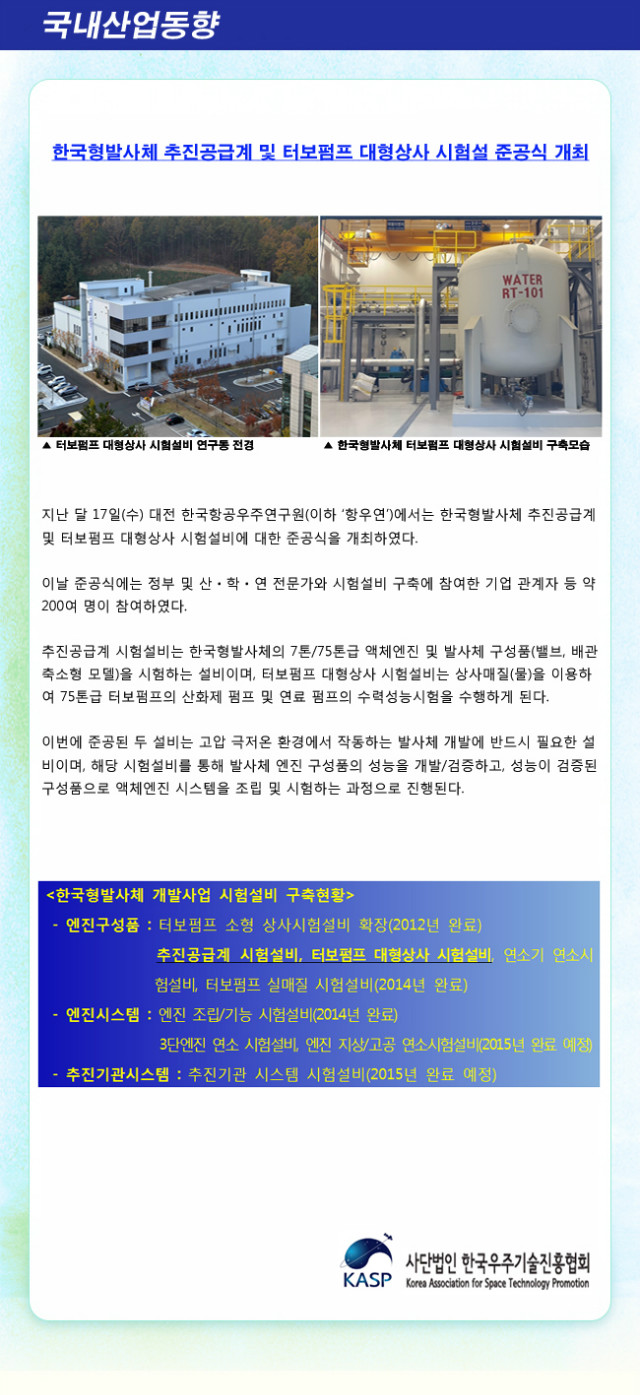 국내산업동향
한국형발사체 추진공급계 및 터보펌프 대형상사 시험설 준공식 개최
WATER
RT-101
▲ 터보펌프 대형상사 시험설비 연구동 전경
▲ 한국형발사체 터보펌프 대형상사 시험설비 구축모습
지난 달 17일(수) 대전 한국항공우주연구원(이하 ‘항우연’)에서는 한국형발사체 추진공급계
및 터보펌프 대형상사 시험설비에 대한 준공식을 개최하였다.
이날 준공식에는 정부 및 산・학・연 전문가와 시험설비 구축에 참여한 기업 관계자 등 약
200여 명이 참여하였다.
추진공급계 시험설비는 한국형발사체의 7톤/75톤급 액체엔진 및 발사체 구성품(밸브, 배관
축소형 모델)을 시험하는 설비이며, 터보펌프 대형상사 시험설비는 상사매질(물)을 이용하
여 75톤급 터보펌프의 산화제 펌프 및 연료 펌프의 수력성능시험을 수행하게 된다.
이번에 준공된 두 설비는 고압 극저온 환경에서 작동하는 발사체 개발에 반드시 필요한 설
비이며, 해당 시험설비를 통해 발사체 엔진 구성품의 성능을 개발/검증하고, 성능이 검증된
구성품으로 액체엔진 시스템을 조립 및 시험하는 과정으로 진행된다.
<한국형발사체 개발사업 시험설비 구축현황>
- 엔진구성품 : 터보펌프 소형 상사시험설비 확장(2012년 완료)
추진공급계 시험설비, 터보펌프 대형상사 시험설비, 연소기 연소시
험설비, 터보펌프 실매질 시험설비(2014년 완료)
- 엔진시스템 : 엔진 조립/기능 시험설비(2014년 완료)
3단엔진 연소 시험설비, 엔진 지상/고공 연소시험설비(2015년 완료 예정)
- 추진기관시스템 : 추진기관 시스템 시험설비(2015년 완료 예정)
KASP
사단법인 한국우주기술진흥협회
Korea Association for Space Technology Promotion